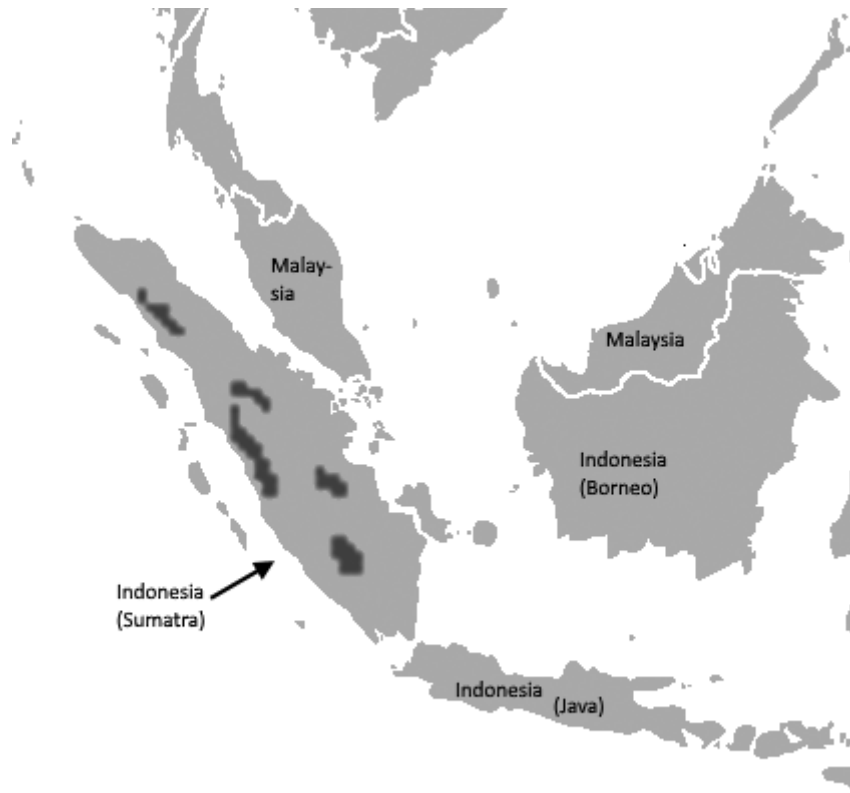 Malay-
sia
Malaysia
Indonesia
(Borneo)
Indonesia
(Sumatra)
Indonesia
(Java)